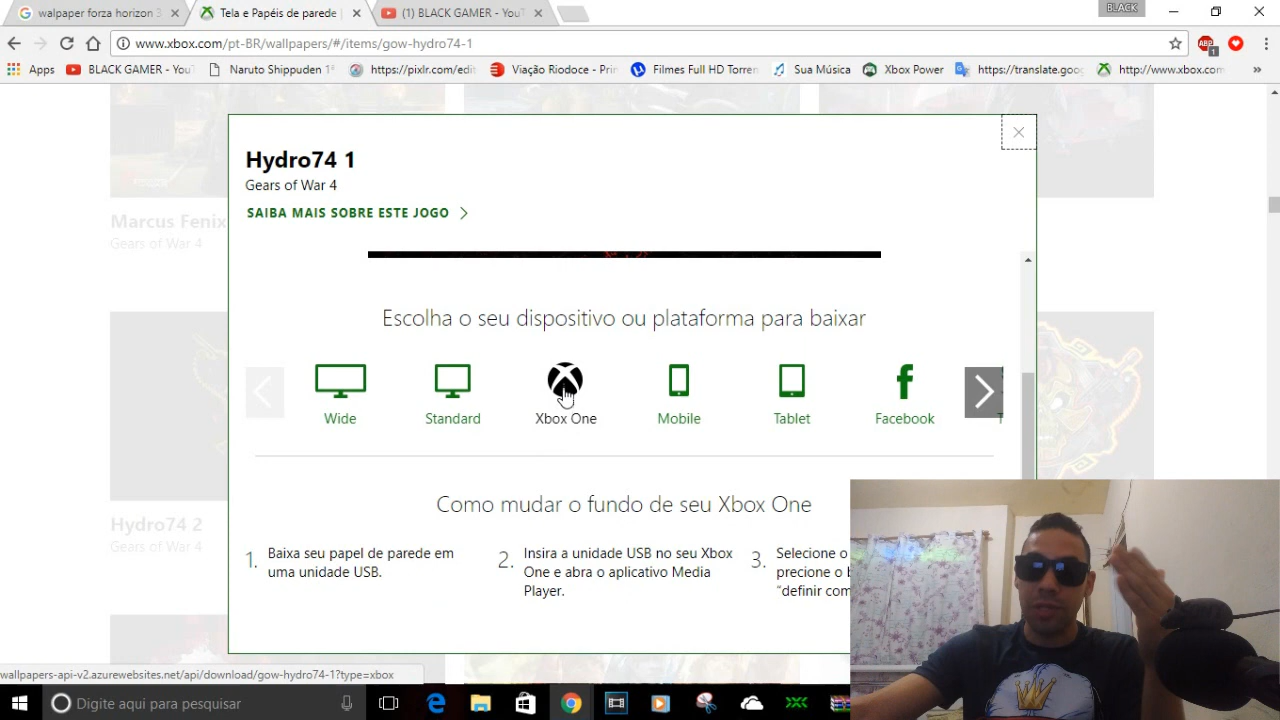 walpaper forza horizon 3
Tela e Papéis de parede |
(1) BLACK GAMER - YouT
BLACK
www.xbox.com/pt-BR/wallpapers/#/items/gow-hydro74-1
ABP
1
Apps
BLACK GAMER - YouT
Naruto Shippuden 1ª
https://pixlr.com/edit
Viação Riodoce - Prin
Filmes Full HD Torren
Sua Música
Xbox Power
https://translate.goog
http://www.xbox.com
»
Hydro74 1
Gears of War 4
SAIBA MAIS SOBRE ESTE JOGO
Marcus Fenix
Gears of War 4
Escolha o seu dispositivo ou plataforma para baixar
Wide
Standard
Xbox One
Mobile
Tablet
Facebook
Hydro74 2
Gears of War 4
Como mudar o fundo de seu Xbox One
1. Baixa seu papel de parede em
uma unidade USB.
2. Insira a unidade USB no seu Xbox
One e abra o aplicativo Media
Player.
3. Selecione o
precione o b
"definir com
wallpapers-api-v2.azurewebsites.net/api/download/gow-hydro74-1?type=xbox
Digite aqui para pesquisar